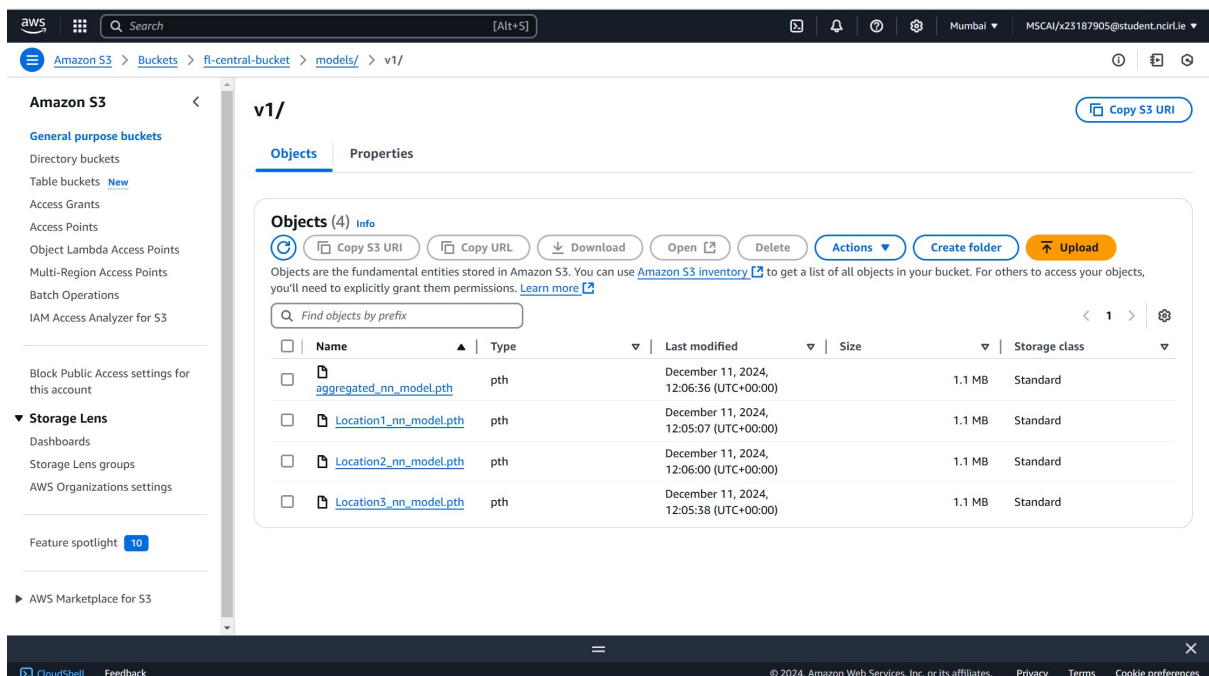 aws
Search [Alt+S]
Mumbai
MSCAI/x23187905@student.ncirl.ie
Amazon S3 > Buckets > fl-central-bucket > models/ > v1/
Amazon S3
General purpose buckets
Directory buckets
Table buckets New
Access Grants
Access Points
Object Lambda Access Points
Multi-Region Access Points
Batch Operations
IAM Access Analyzer for S3
Block Public Access settings for
this account
Storage Lens
Dashboards
Storage Lens groups
AWS Organizations settings
Feature spotlight 10
AWS Marketplace for S3
v1/
Copy S3 URI
Objects Properties
Objects (4) Info
Copy S3 URI Copy URL Download Open Delete Actions Create folder Upload
Objects are the fundamental entities stored in Amazon S3. You can use Amazon S3 inventory to get a list of all objects in your bucket. For others to access your objects,
you'll need to explicitly grant them permissions. Learn more
Find objects by prefix
1
Name Type Last modified Size Storage class
aggregated_nn_model.pth pth December 11, 2024, 12:06:36 (UTC+00:00) 1.1 MB Standard
Location1_nn_model.pth pth December 11, 2024, 12:05:07 (UTC+00:00) 1.1 MB Standard
Location2_nn_model.pth pth December 11, 2024, 12:06:00 (UTC+00:00) 1.1 MB Standard
Location3_nn_model.pth pth December 11, 2024, 12:05:38 (UTC+00:00) 1.1 MB Standard
CloudShell Feedback
© 2024, Amazon Web Services, Inc. or its affiliates. Privacy Terms Cookie preferences